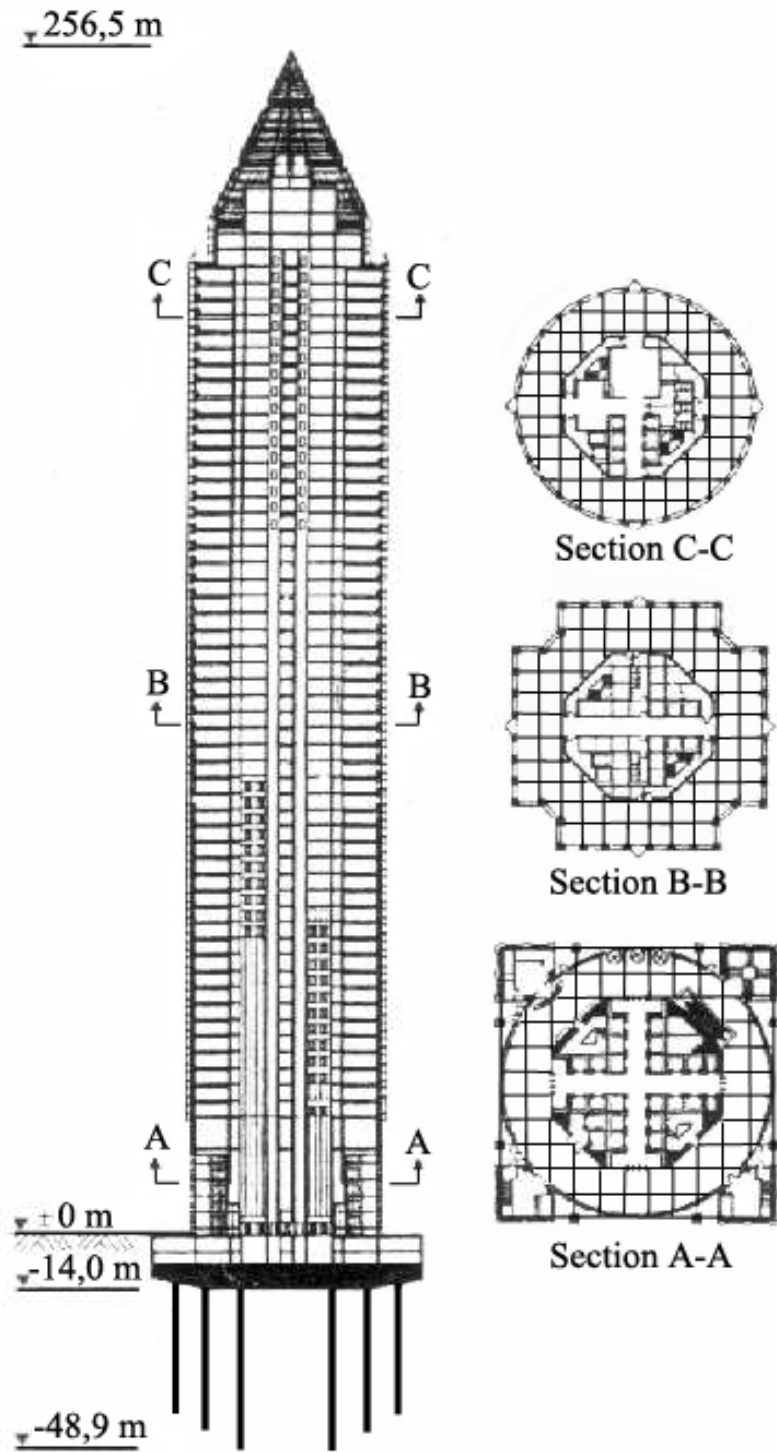 256,5 m
C C
Section C-C
B B
Section B-B
A A
±0 m
Section A-A
-14,0 m
-48,9 m